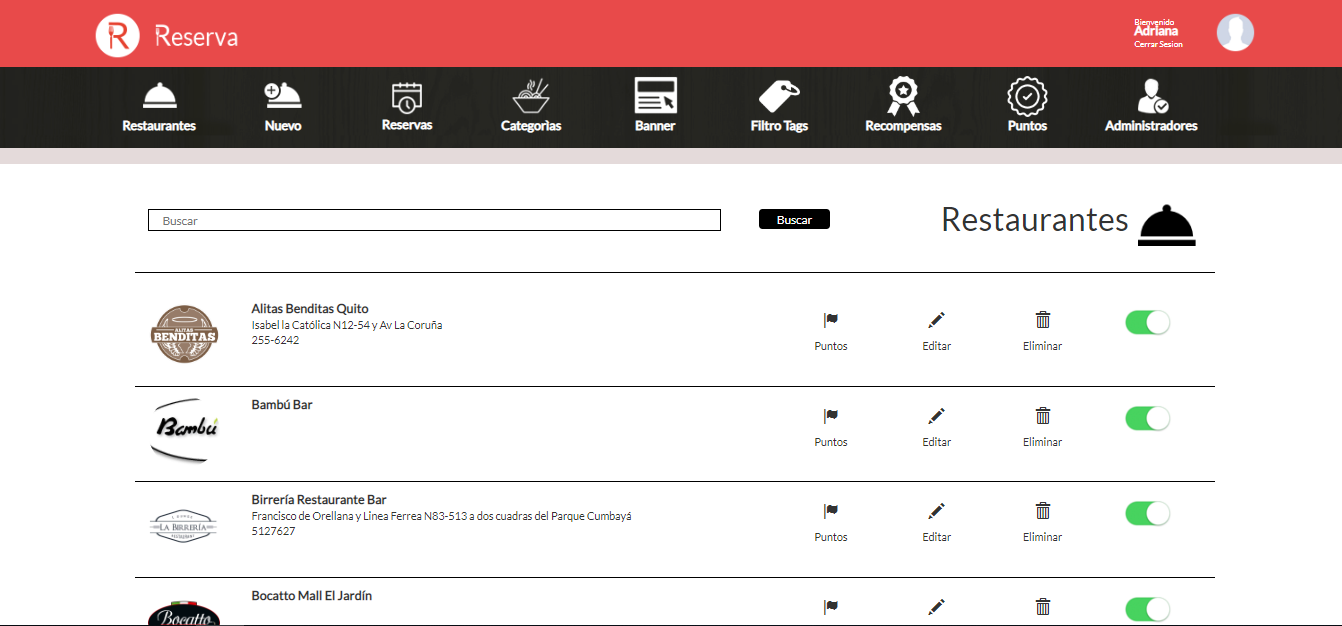 R Reserva
Bienvenido
Adriana
Cerrar Sesion
Restaurantes
Nuevo
Reservas
Categorìas
Banner
Filtro Tags
Recompensas
Puntos
Administradores
Buscar
Buscar
Restaurantes
ALITAS
BENDITAS
Alitas Benditas Quito
Isabel la Católica N12-54 y Av La Coruña
255-6242
Puntos
Editar
Eliminar
Bambú
Bambú Bar
Puntos
Editar
Eliminar
LA BIRRERÍA
Birrería Restaurante Bar
Francisco de Orellana y Linea Ferrea N83-513 a dos cuadras del Parque Cumbayá
5127627
Puntos
Editar
Eliminar
Bocatto
Bocatto Mall El Jardín